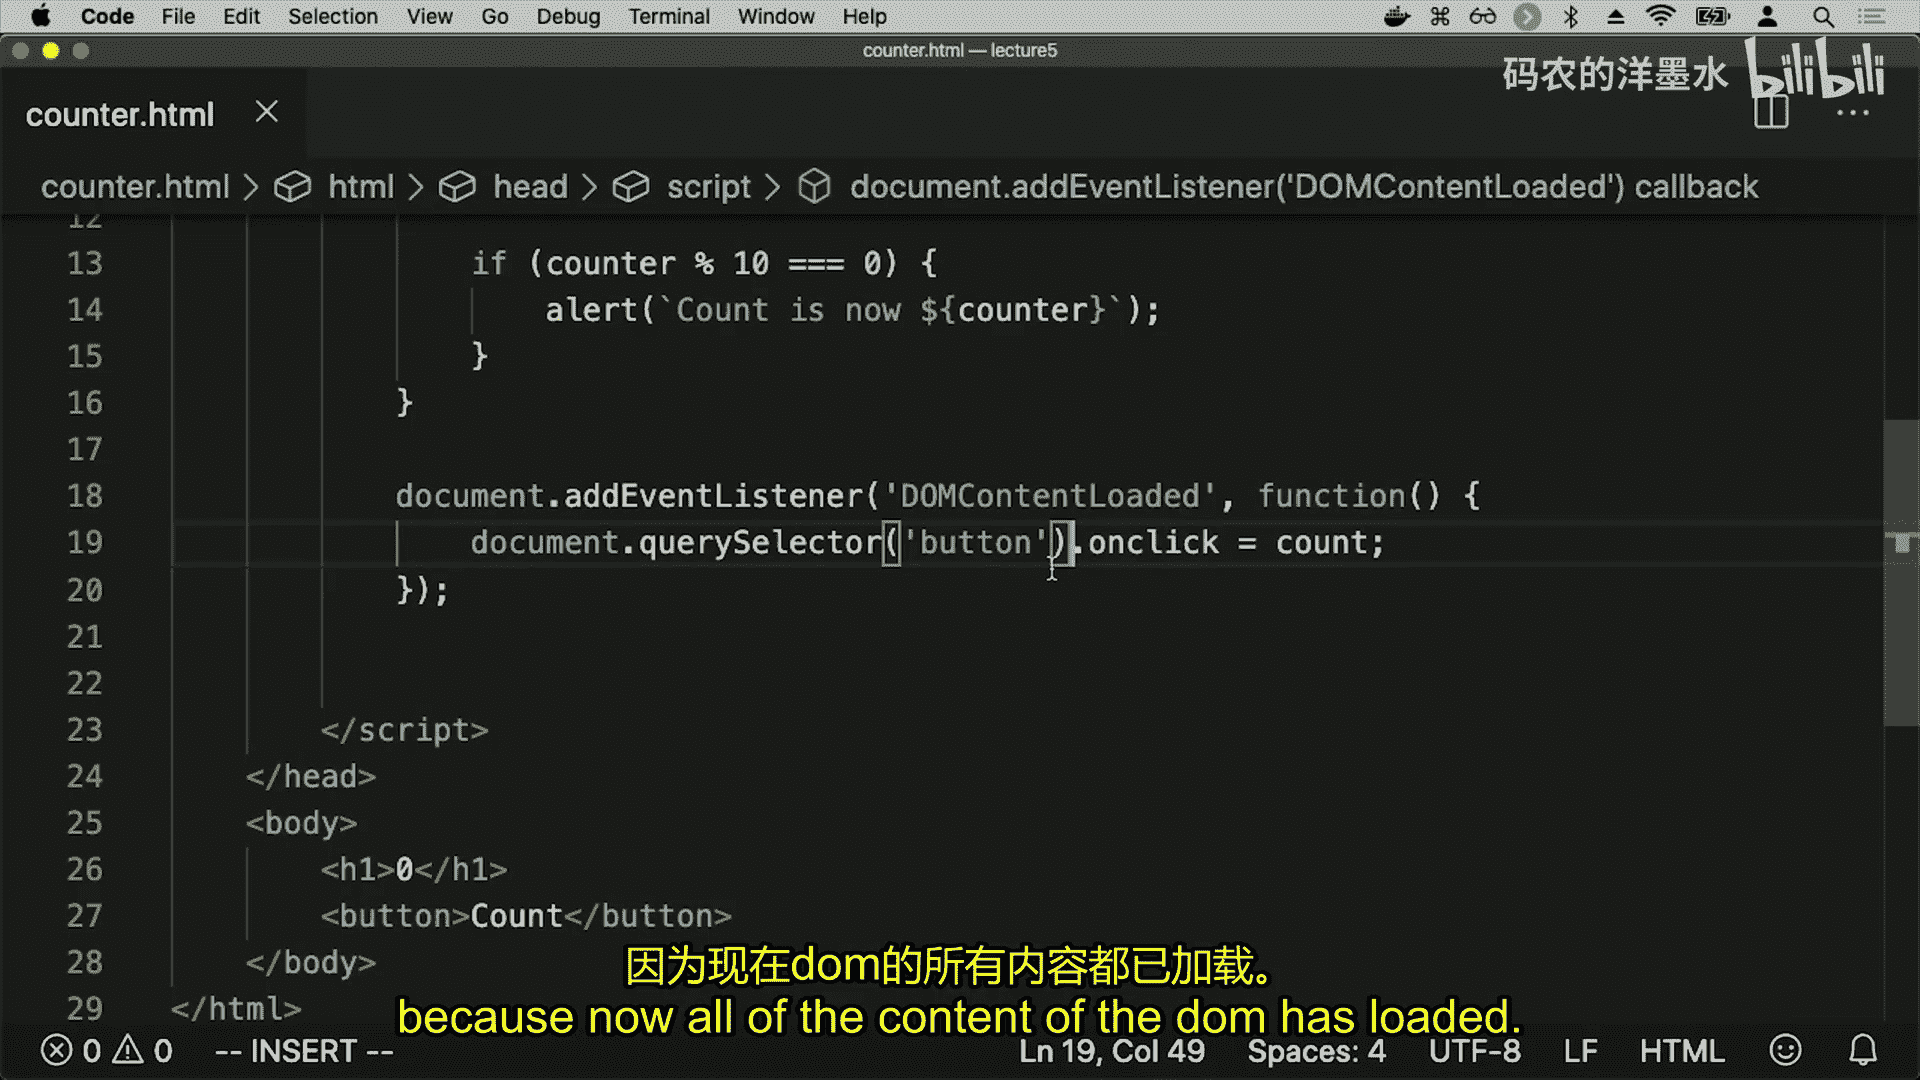 Code File Edit Selection View Go Debug Terminal Window Help
counter.html — lecture5
码农的洋墨水 bilibili
counter.html
counter.html > html > head > script > document.addEventListener('DOMContentLoaded') callback
12
13 if (counter % 10 === 0) {
14 alert(`Count is now ${counter}`);
15 }
16 }
17
18 document.addEventListener('DOMContentLoaded', function() {
19 document.querySelector('button').onclick = count;
20 });
21
22
23 </script>
24 </head>
25 <body>
26 <h1>0</h1>
27 <button>Count</button>
28 </body>
29 </html>
因为现在dom的所有内容都已加载。
because now all of the content of the dom has loaded.
0 0 -- INSERT -- Ln 19, Col 49 Spaces: 4 UTF-8 LF HTML